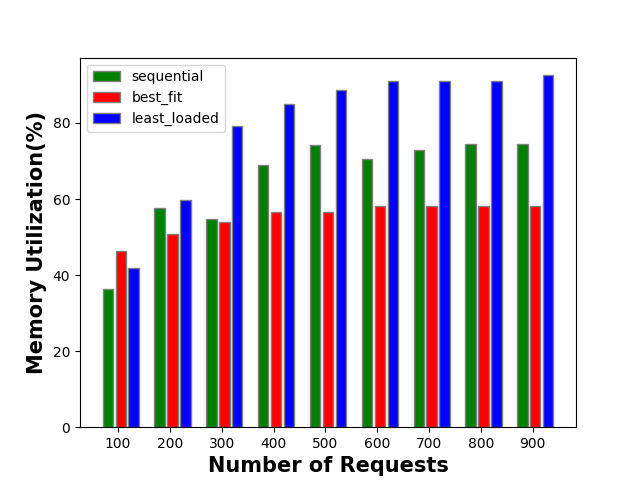 sequential
best_fit
least_loaded
Memory Utilization(%)
80
60
40
20
0
100 200 300 400 500 600 700 800 900
Number of Requests